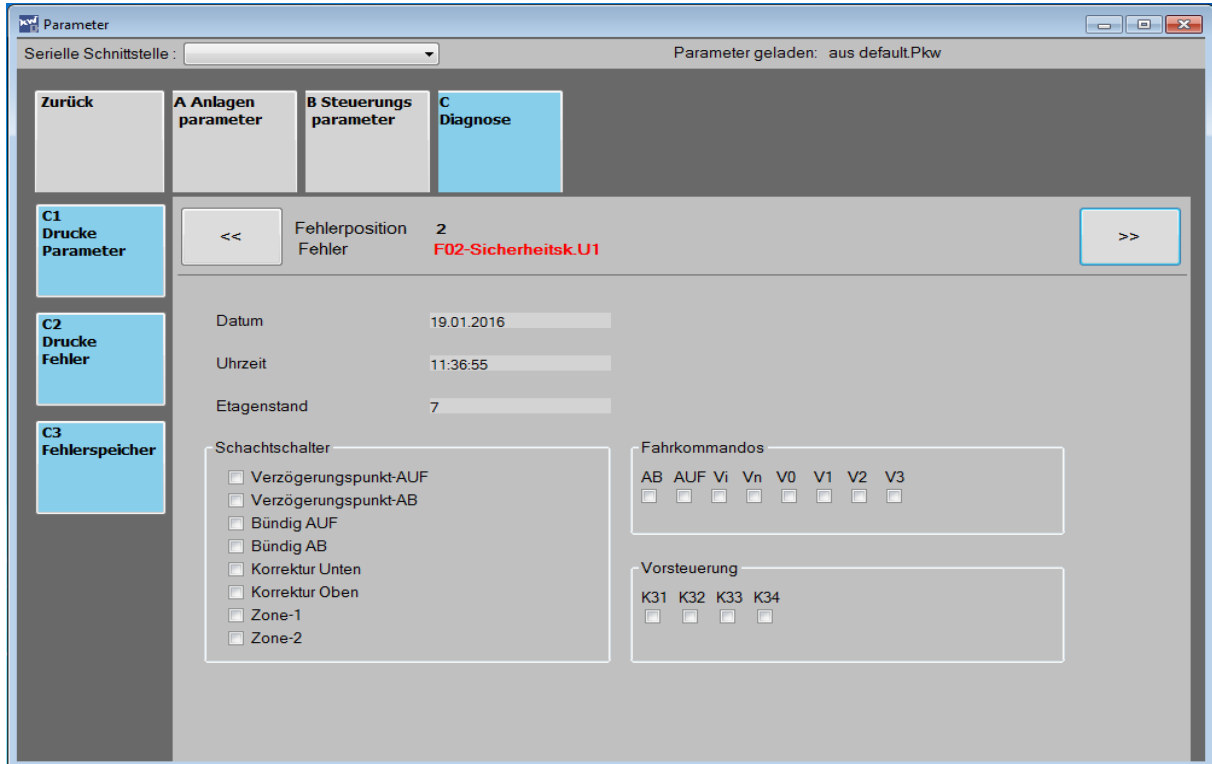 Parameter
Serielle Schnittstelle :
Parameter geladen: aus default.Pkw
Zurück
A Anlagen
parameter
B Steuerungs
parameter
C
Diagnose
C1
Drucke
Parameter
<<
Fehlerposition 2
Fehler F02-Sicherheitsk.U1
>>
C2
Drucke
Fehler
C3
Fehlerspeicher
Datum 19.01.2016
Uhrzeit 11:36:55
Etagenstand 7
Schachtschalter
Verzögerungspunkt-AUF
Verzögerungspunkt-AB
Bündig AUF
Bündig AB
Korrektur Unten
Korrektur Oben
Zone-1
Zone-2
Fahrkommandos
AB AUF Vi Vn V0 V1 V2 V3
Vorsteuerung
K31 K32 K33 K34